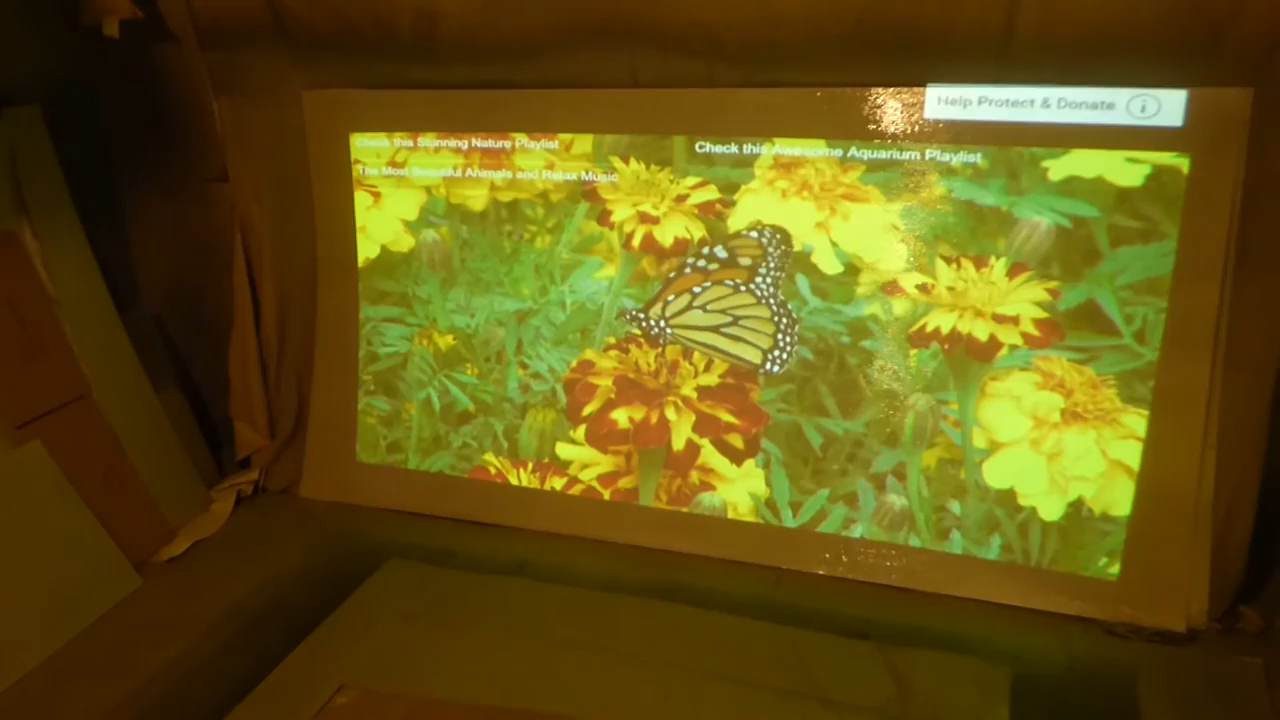 Help Protect & Donate
Check this Stunning Nature Playlist
Check this Awesome Aquarium Playlist
The Most Beautiful Animals and Relax Music